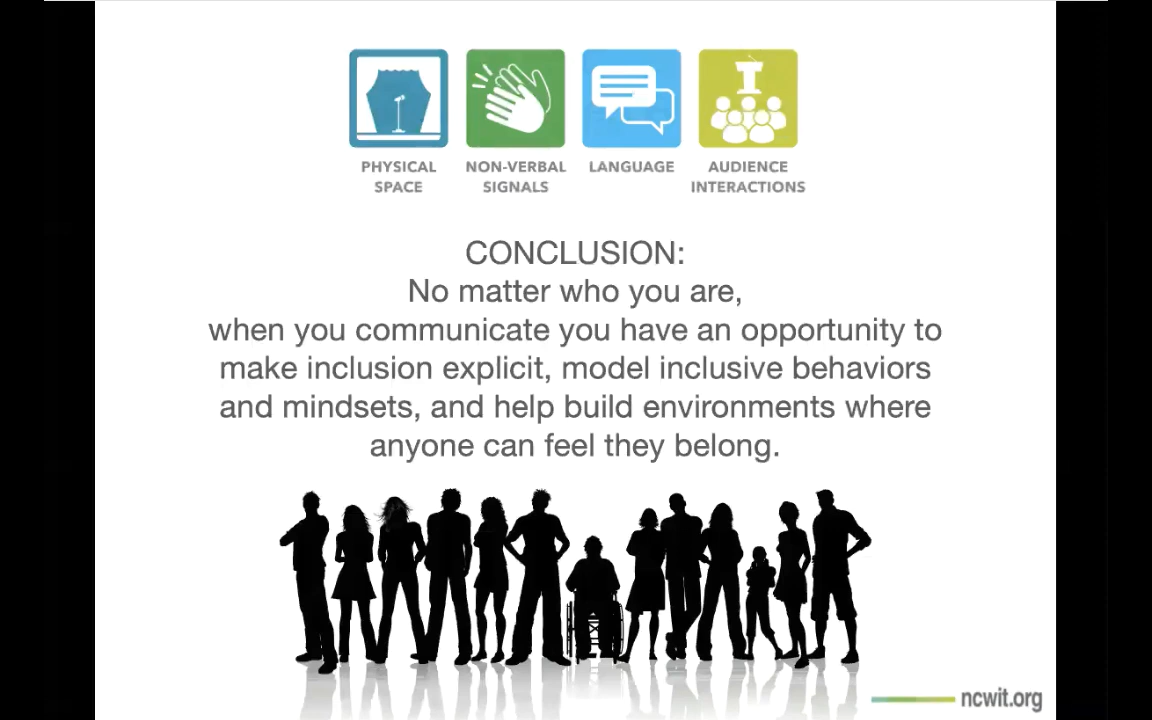 PHYSICAL
SPACE
NON-VERBAL
SIGNALS
LANGUAGE
AUDIENCE
INTERACTIONS
CONCLUSION:
No matter who you are,
when you communicate you have an opportunity to
make inclusion explicit, model inclusive behaviors
and mindsets, and help build environments where
anyone can feel they belong.
ncwit.org